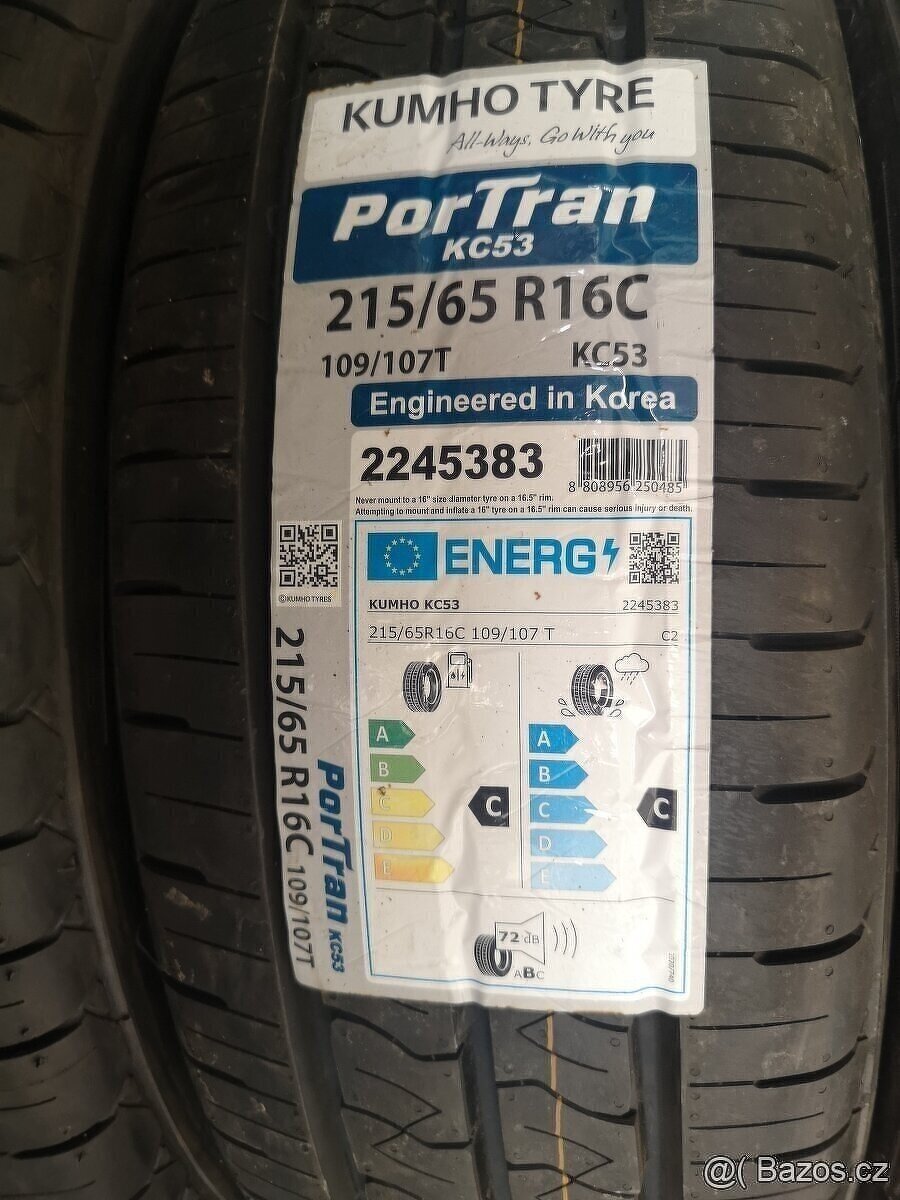 KUMHO TYRE
All-Ways, Go With you
PorTran
KC53
215/65 R16C
109/107T KC53
Engineered in Korea
2245383
8 808956 250485
Never mount to a 16" size diameter tyre on a 16.5" rim.
Attempting to mount and inflate a 16" tyre on a 16.5" rim can cause serious injury or death.
ENERG
©KUMHO TYRES
KUMHO KC53 2245383
215/65R16C 109/107 T C2
A
B
C
D
E
C
A
B
C
D
E
C
72 dB
ABC
2020/740
215/65 R16C 109/107T
PorTran KC53
@( Bazos.cz